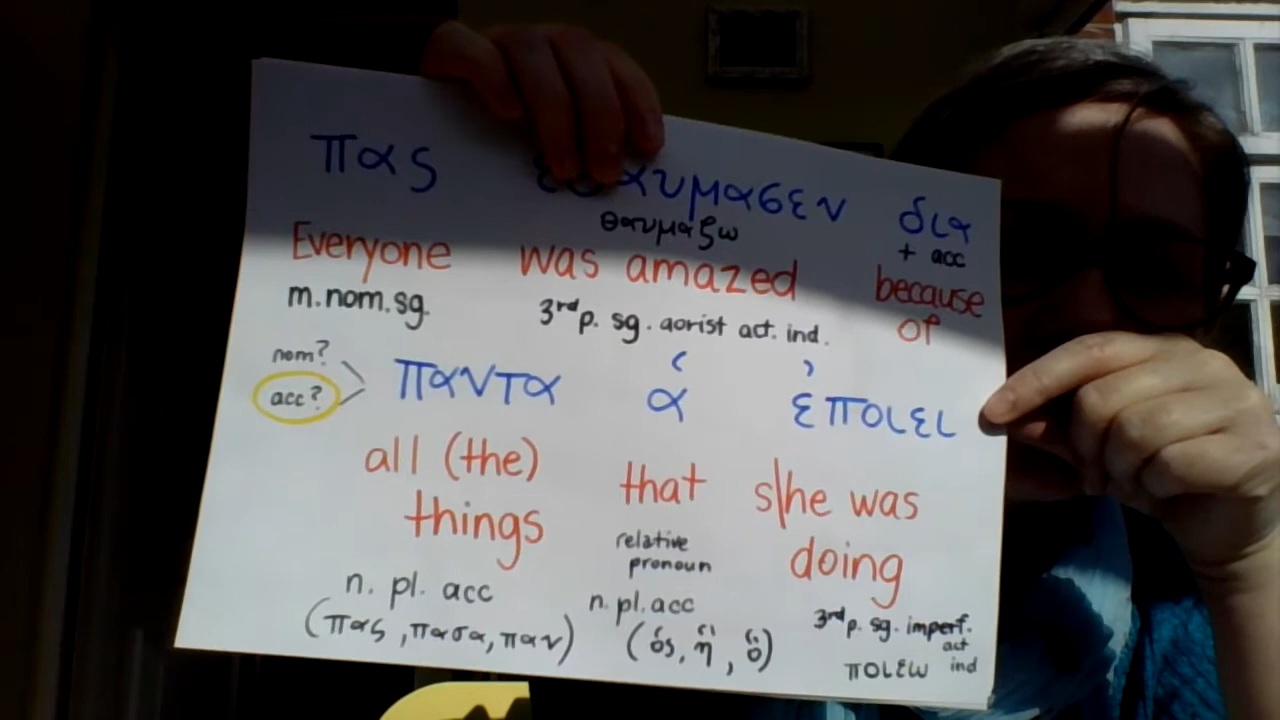 πας ἐθαυμασεν δια
θαυμαζω + acc
Everyone was amazed because of
m.nom.sg. 3rd p. sg. aorist act. ind.
nom?
acc?
παντα ἁ ἐποιει
all (the) things that s|he was doing
relative pronoun
n. pl. acc n. pl. acc 3rd p. sg. imperf. act ind
(πας, πασα, παν) (ὁς, ἡ, ὁ) ποιεω